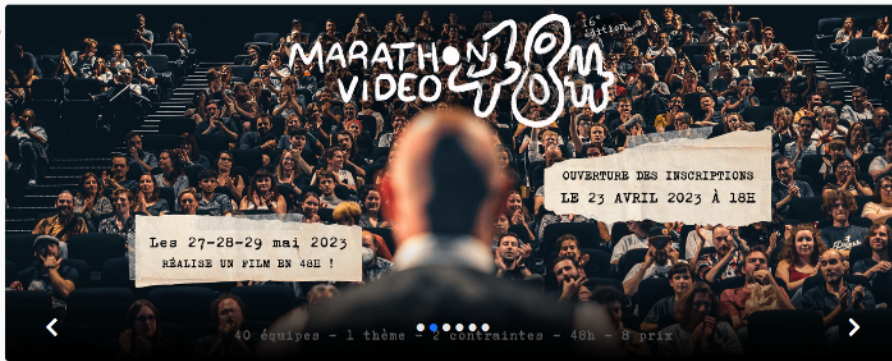 MARATHON
VIDEO 48H
16e
édition
OUVERTURE DES INSCRIPTIONS
LE 23 AVRIL 2023 À 18H
Les 27-28-29 mai 2023
RÉALISE UN FILM EN 48H !
40 équipes - 1 thème - 2 contraintes - 48h - 8 prix